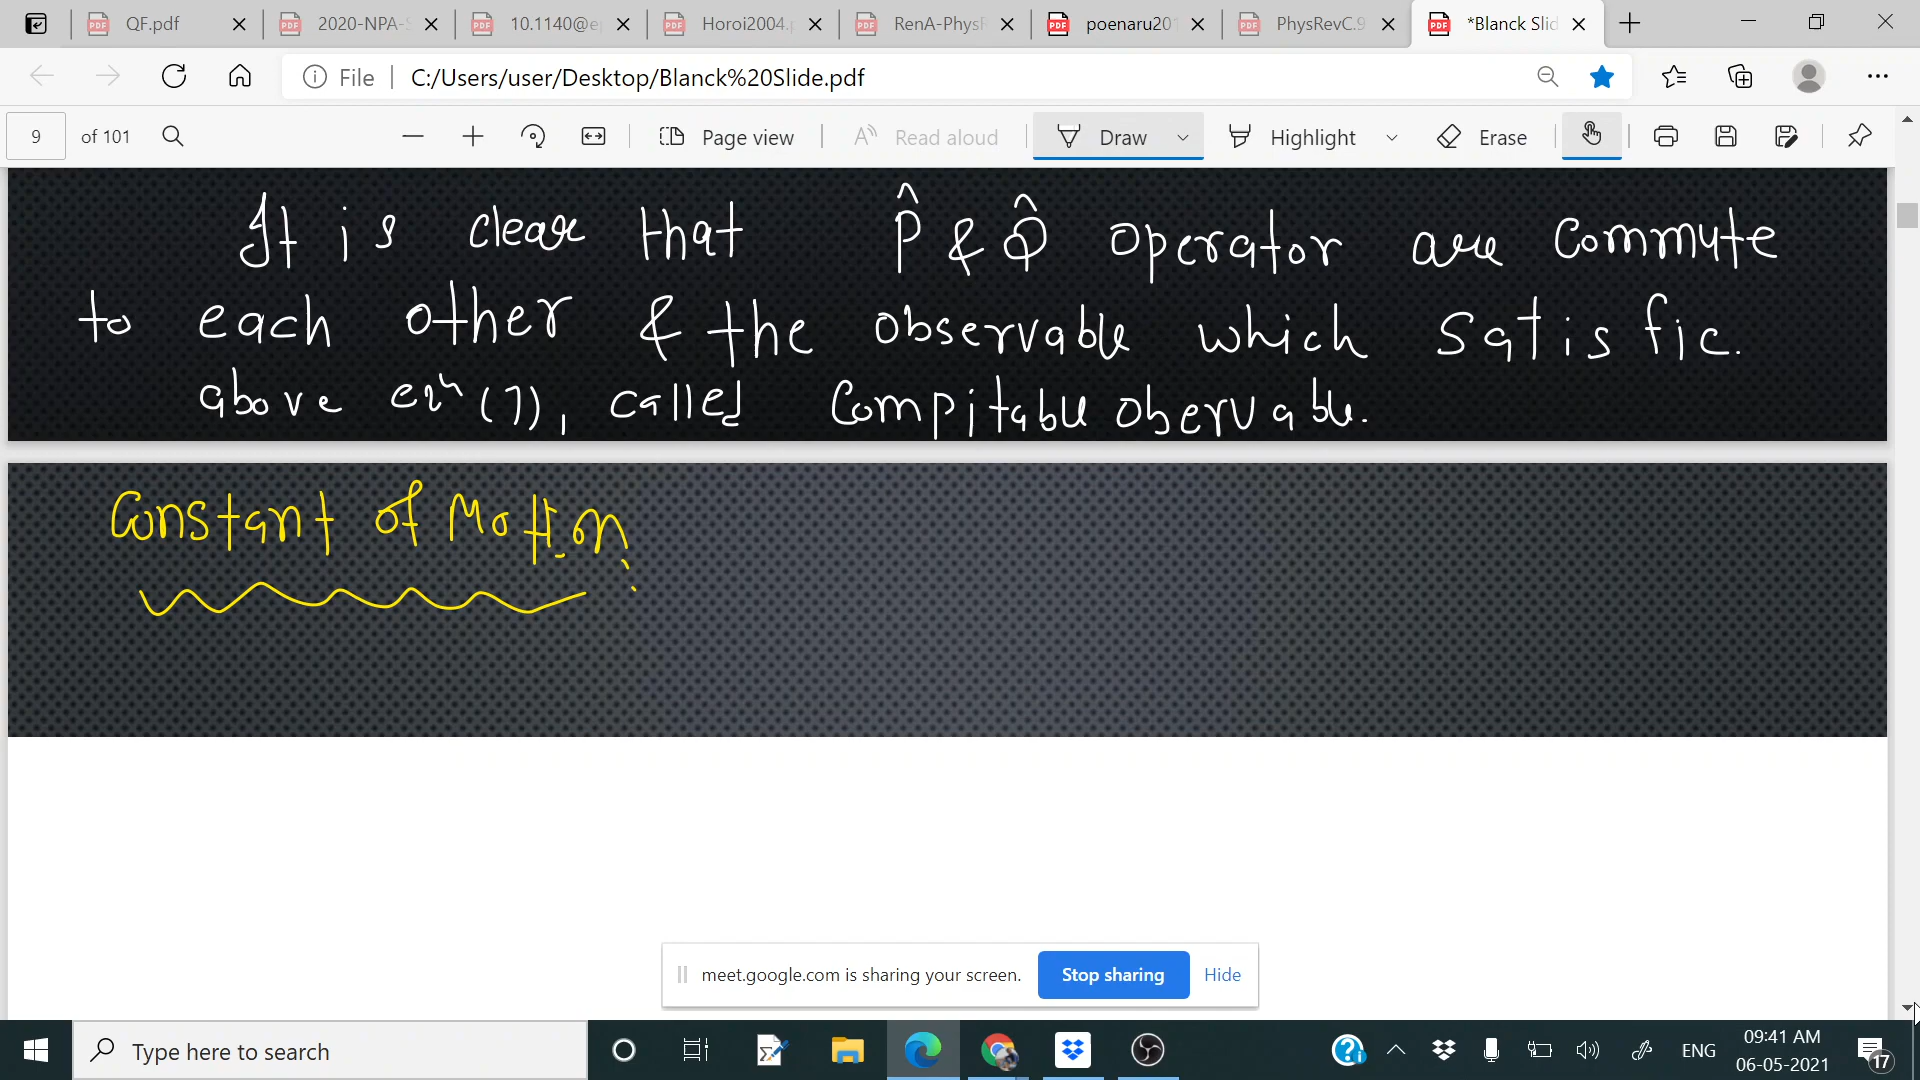 QF.pdf 2020-NPA-S 10.1140@e Horoi2004. RenA-PhysR poenaru201 PhysRevC.9 *Blanck Slid
File C:/Users/user/Desktop/Blanck%20Slide.pdf
9 of 101 Page view Read aloud Draw Highlight Erase
It is clear that P̂ & Q̂ operator are commute
to each other & the observable which satisfic.
above eqn (7), called Compitable obervable.
Constant of Motion:
meet.google.com is sharing your screen. Stop sharing Hide
Type here to search
ENG 09:41 AM
06-05-2021
17